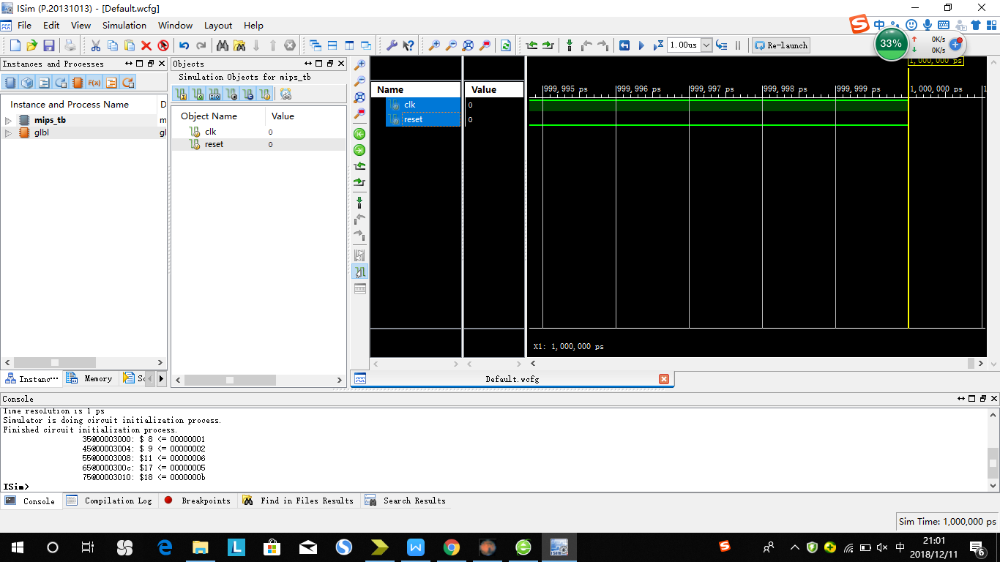 ISim (P.20131013) - [Default.wcfg]
File Edit View Simulation Window Layout Help
中
33%
0K/s
0K/s
1.00us
Re-launch
Instances and Processes
Objects
Simulation Objects for mips_tb
Instance and Process Name
D
mips_tb
m
glbl
gl
Object Name Value
clk 0
reset 0
Name Value
clk 0
reset 0
1,000,000 ps
999,995 ps 999,996 ps 999,997 ps 999,998 ps 999,999 ps 1,000,000 ps
X1: 1,000,000 ps
Instanc… Memory
Default.wcfg
Console
Time resolution is 1 ps
Simulator is doing circuit initialization process.
Finished circuit initialization process.
35@00003000: $ 8 <= 00000001
45@00003004: $ 9 <= 00000002
55@00003008: $11 <= 00000006
65@0000300c: $17 <= 00000005
75@00003010: $18 <= 0000000b
ISim>
Console Compilation Log Breakpoints Find in Files Results Search Results
Sim Time: 1,000,000 ps
中
21:01
2018/12/11
6